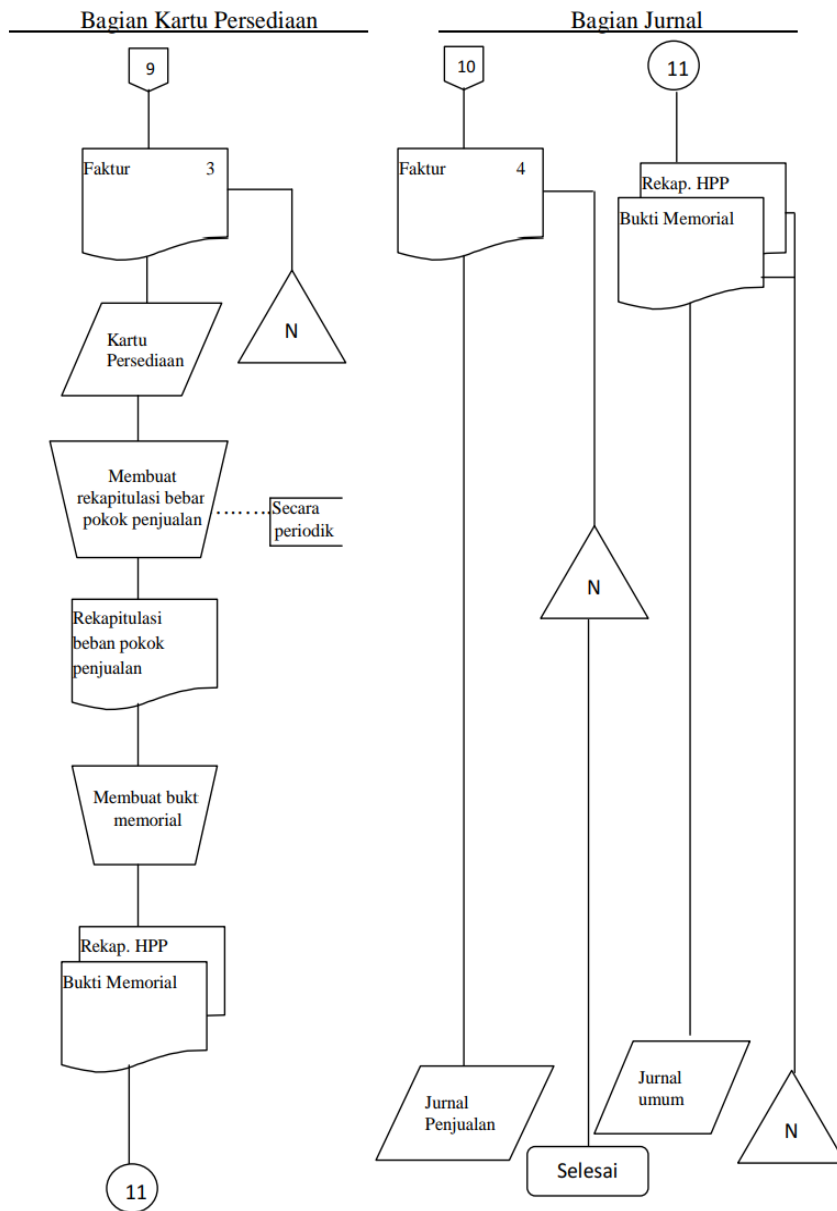 Bagian Kartu Persediaan
9
Faktur 3
N
Kartu
Persediaan
Membuat
rekapitulasi beban
pokok penjualan
........
Secara
periodik
Rekapitulasi
beban pokok
penjualan
Membuat bukt
memorial
Rekap. HPP
Bukti Memorial
11
Bagian Jurnal
10
Faktur 4
N
Jurnal
Penjualan
Selesai
11
Rekap. HPP
Bukti Memorial
Jurnal
umum
N